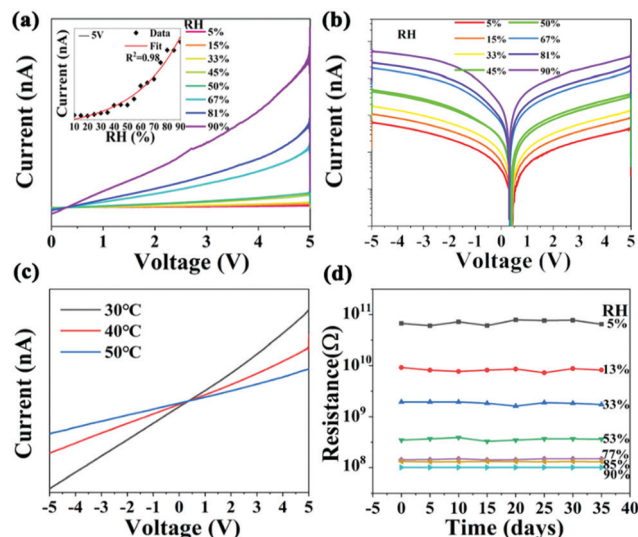 (a)
— 5V
Data
Fit
R²=0.98
Current (nA)
10 20 30 40 50 60 70 80 90
RH (%)
RH
5%
15%
33%
45%
50%
67%
81%
90%
Current (nA)
0 1 2 3 4 5
Voltage (V)
(b)
RH
5% 50%
15% 67%
33% 81%
45% 90%
Current (nA)
-5 -4 -3 -2 -1 0 1 2 3 4 5
Voltage (V)
(c)
30°C
40°C
50°C
Current (nA)
-5 -4 -3 -2 -1 0 1 2 3 4 5
Voltage (V)
(d)
RH
5%
13%
33%
53%
77%
85%
90%
10¹¹
10¹⁰
10⁹
10⁸
Resistance(Ω)
-5 0 5 10 15 20 25 30 35 40
Time (days)